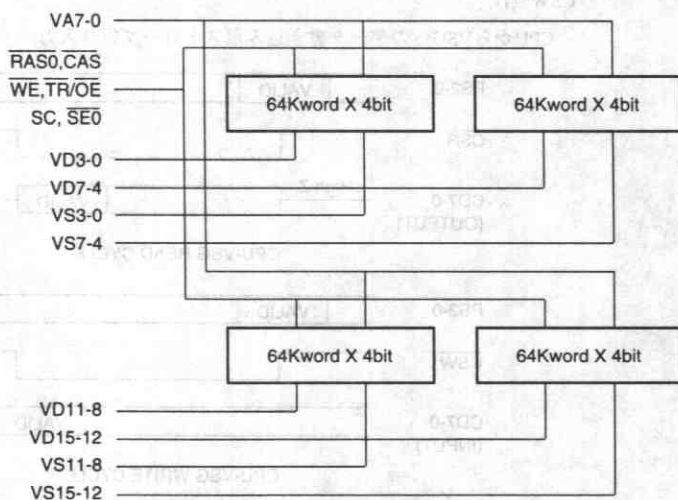 VA7-0
RAS0,CAS
WE,TR/OE
SC, SE0
64Kword X 4bit
64Kword X 4bit
VD3-0
VD7-4
VS3-0
VS7-4
64Kword X 4bit
64Kword X 4bit
VD11-8
VD15-12
VS11-8
VS15-12